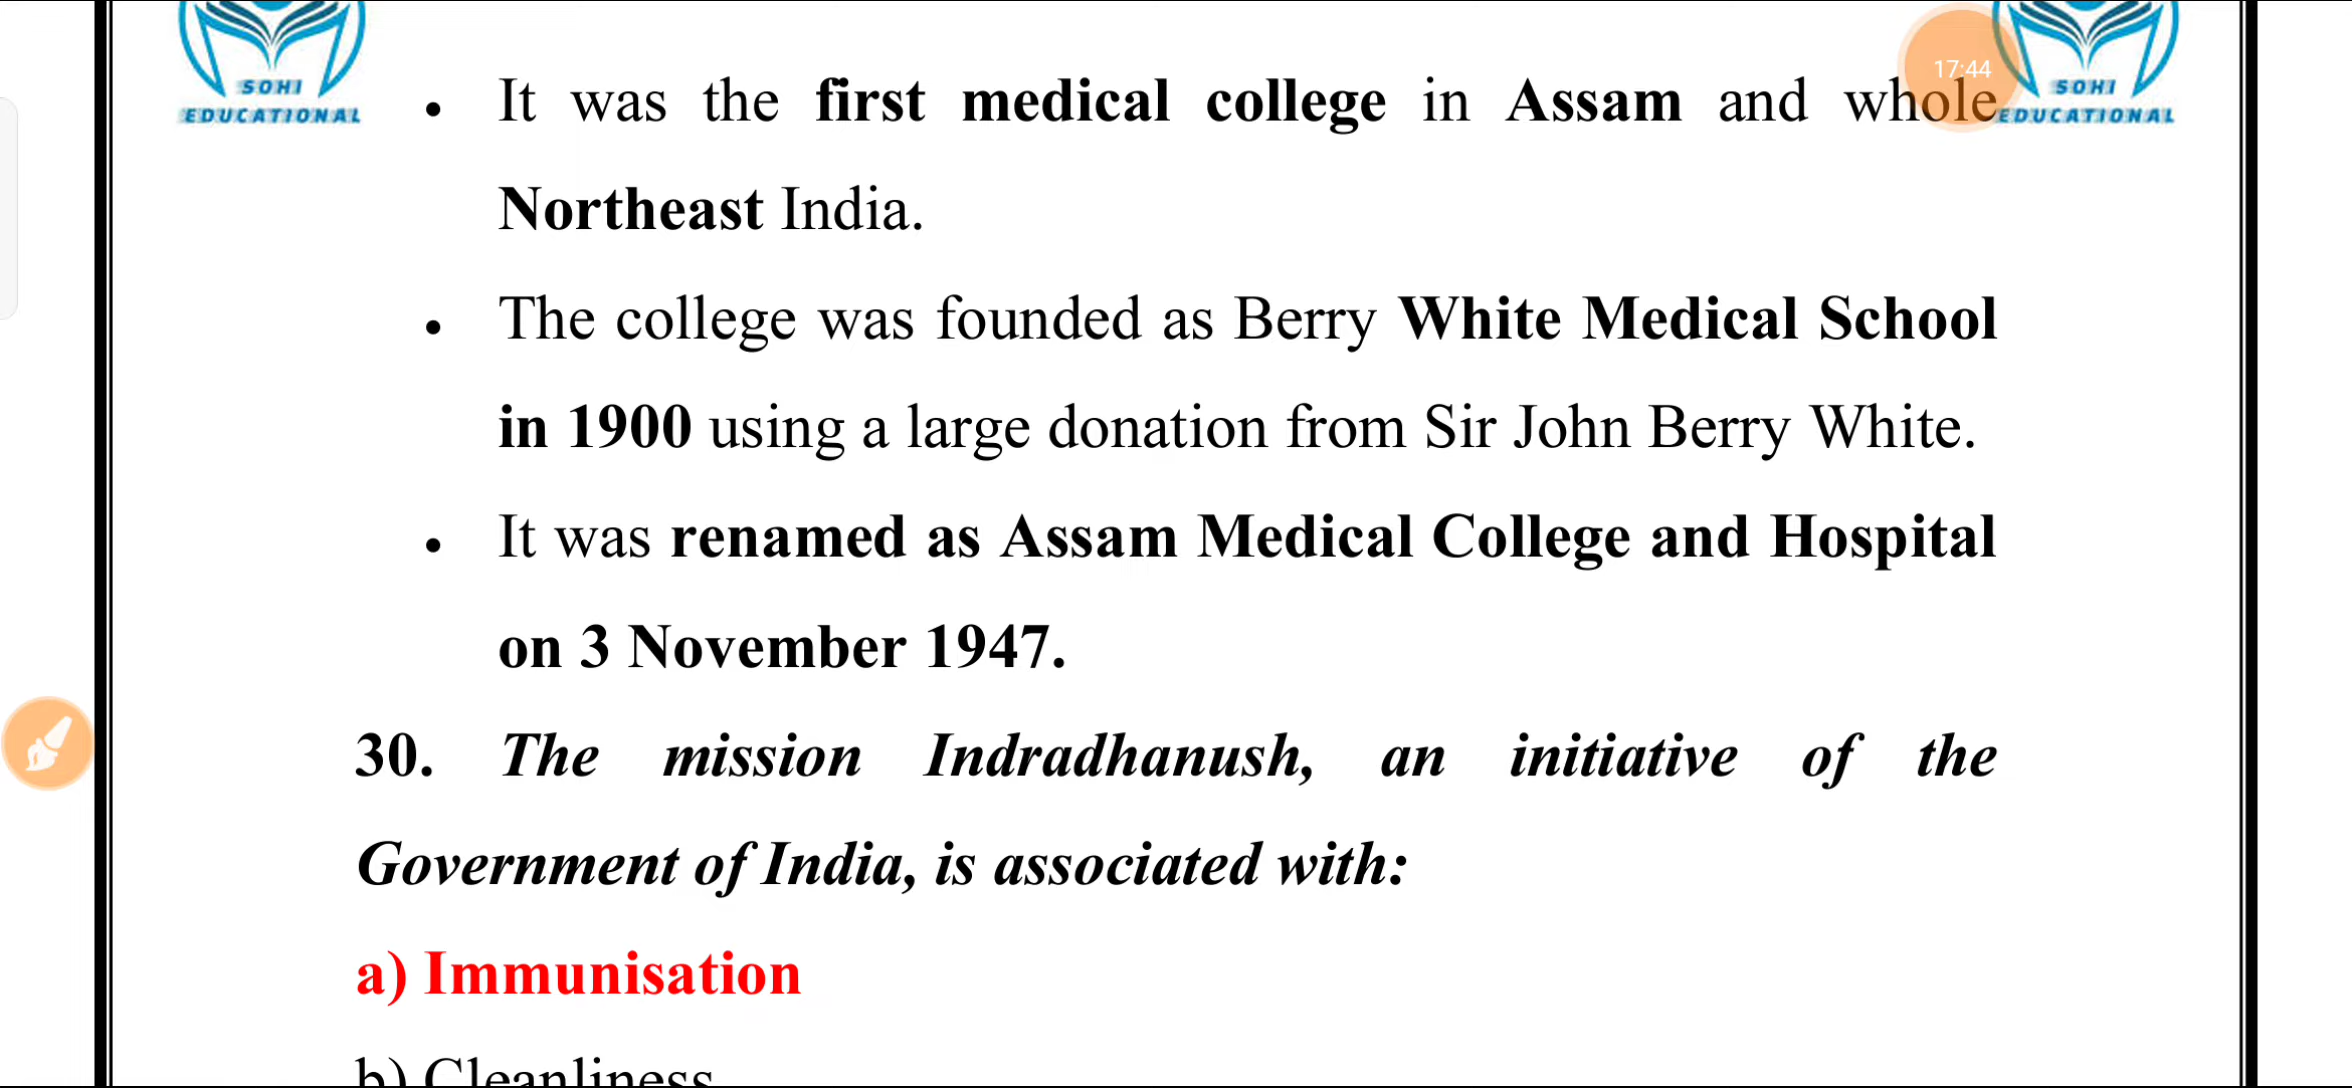 SOHI
EDUCATIONAL
17:44
SOHI
EDUCATIONAL
• It was the first medical college in Assam and whole
Northeast India.
• The college was founded as Berry White Medical School
in 1900 using a large donation from Sir John Berry White.
• It was renamed as Assam Medical College and Hospital
on 3 November 1947.
30. The mission Indradhanush, an initiative of the
Government of India, is associated with:
a) Immunisation
b) Cleanliness